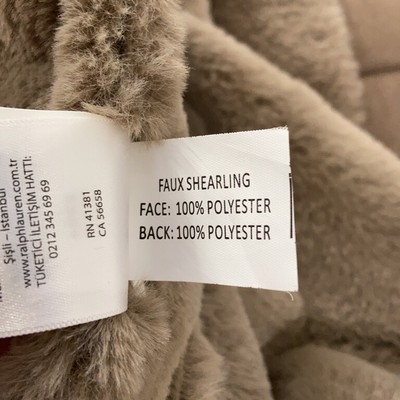 Şişli – İstanbul
www.ralphlauren.com.tr
TÜKETİCİ İLETİŞİM HATTI:
0212 345 69 69
RN 41381
CA 56658
FAUX SHEARLING
FACE: 100% POLYESTER
BACK: 100% POLYESTER